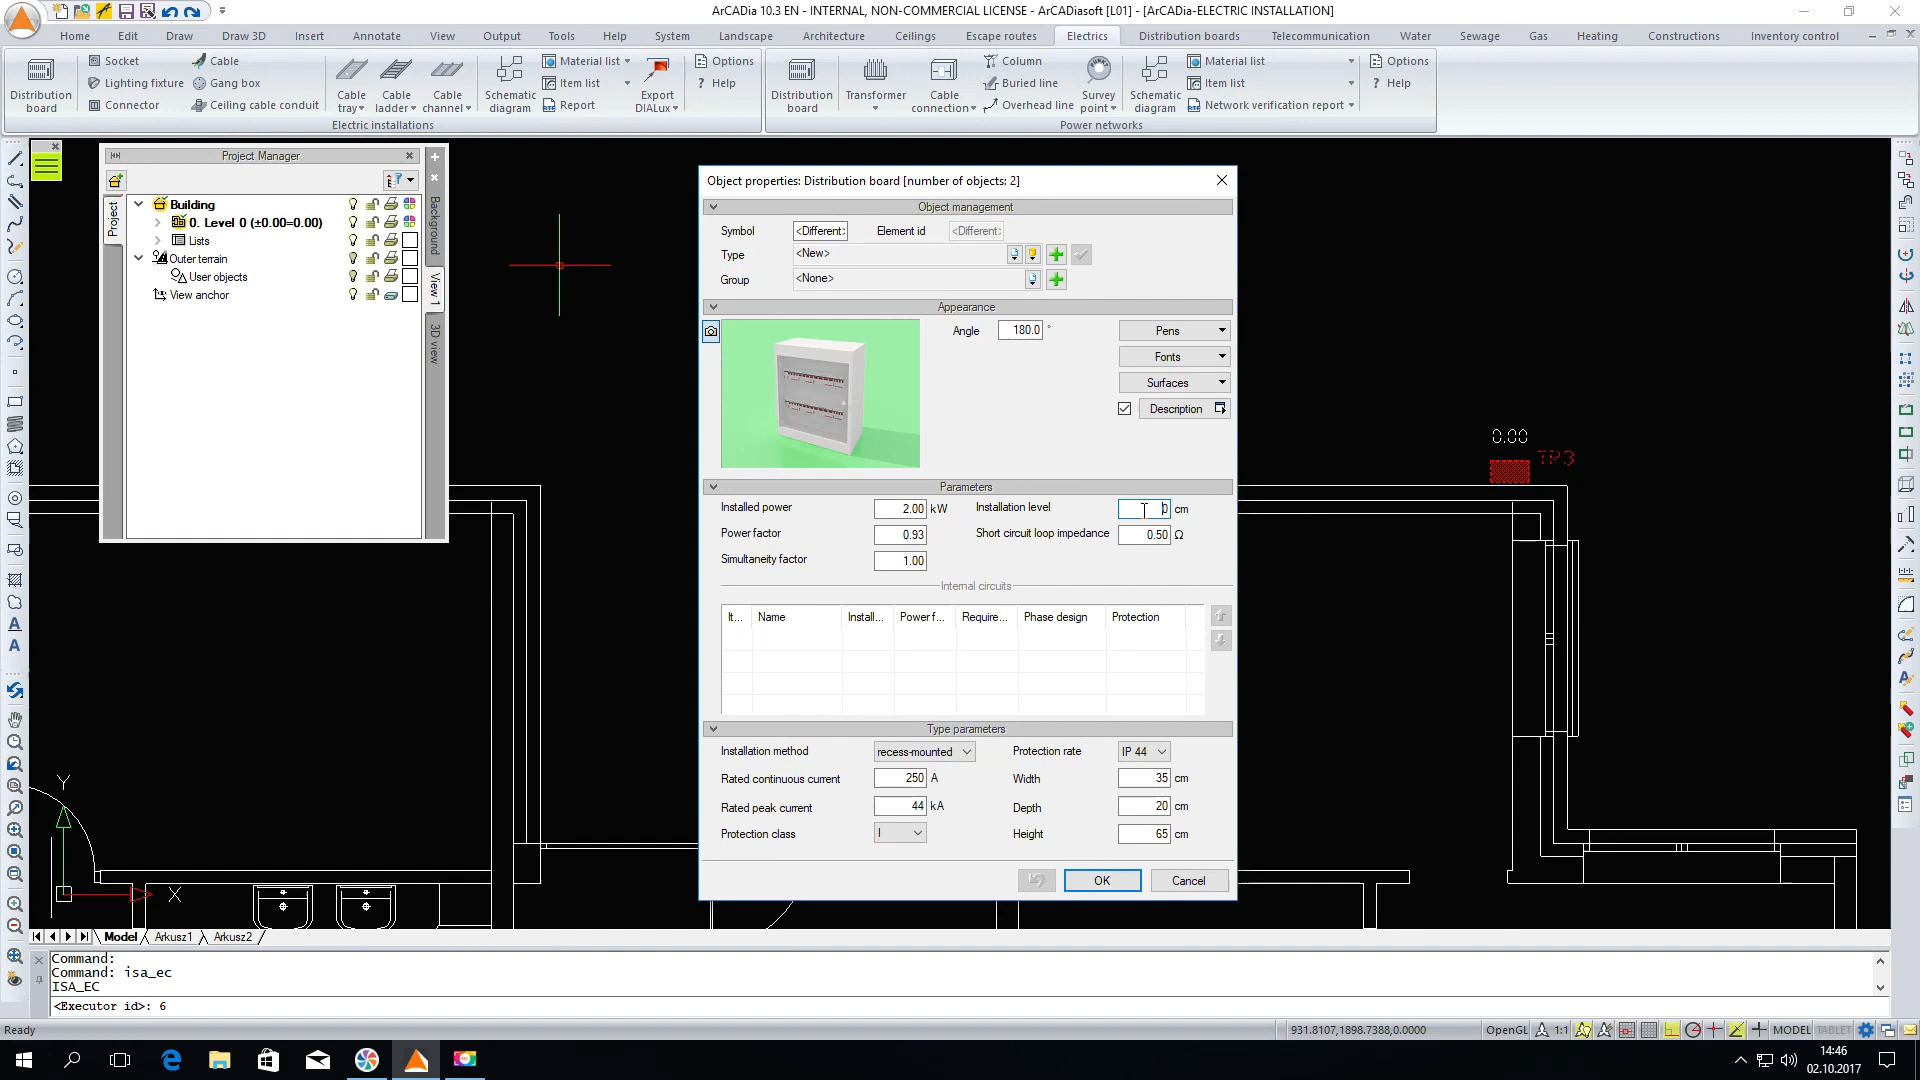 ArCADia 10.3 EN - INTERNAL, NON-COMMERCIAL LICENSE - ArCADiasoft [L01] - [ArCADia-ELECTRIC INSTALLATION]
Home Edit Draw Draw 3D Insert Annotate View Output Tools Help System Landscape Architecture Ceilings Escape routes Electrics Distribution boards Telecommunication Water Sewage Gas Heating Constructions Inventory control
Distribution board
Socket
Lighting fixture
Connector
Cable
Gang box
Ceiling cable conduit
Cable tray
Cable ladder
Cable channel
Schematic diagram
Material list
Item list
Report
Export DIALux
Options
Help
Electric installations
Distribution board
Transformer
Cable connection
Column
Buried line
Overhead line
Survey point
Schematic diagram
Material list
Item list
Network verification report
Options
Help
Power networks
Project Manager
Project
Building
0. Level 0 (±0.00=0.00)
Lists
Outer terrain
User objects
View anchor
Background
View 1
3D view
Object properties: Distribution board [number of objects: 2]
Object management
Symbol <Different> Element id <Different>
Type <New>
Group <None>
Appearance
Angle 180.0 °
Pens
Fonts
Surfaces
Description
Parameters
Installed power 2.00 kW Installation level 0 cm
Power factor 0.93 Short circuit loop impedance 0.50 Ω
Simultaneity factor 1.00
Internal circuits
It... Name Install... Power f... Require... Phase design Protection
Type parameters
Installation method recess-mounted Protection rate IP 44
Rated continuous current 250 A Width 35 cm
Rated peak current 44 kA Depth 20 cm
Protection class I Height 65 cm
OK Cancel
0.00
TP3
Y
X
Model Arkusz1 Arkusz2
Command:
Command: isa_ec
ISA_EC
<Executor id>: 6
Ready 931.8107,1898.7388,0.0000 OpenGL 1:1 MODEL TABLET
14:46
02.10.2017